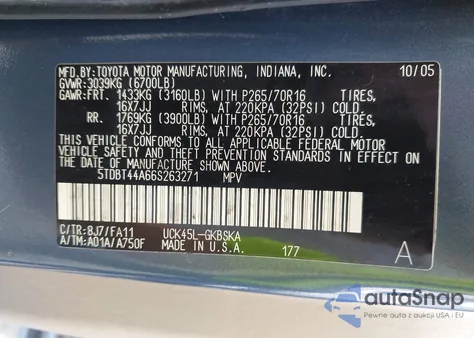 MFD.BY: TOYOTA MOTOR MANUFACTURING, INDIANA, INC. 10/05
GVWR: 3039KG (6700LB)
GAWR:FRT. 1433KG (3160LB) WITH P265/70R16 TIRES,
16X7JJ RIMS, AT 220KPA (32PSI) COLD.
RR. 1769KG (3900LB) WITH P265/70R16 TIRES,
16X7JJ RIMS, AT 220KPA (32PSI) COLD.
THIS VEHICLE CONFORMS TO ALL APPLICABLE FEDERAL MOTOR
VEHICLE SAFETY AND THEFT PREVENTION STANDARDS IN EFFECT ON
THE DATE OF MANUFACTURE SHOWN ABOVE.
5TDBT44A66S263271 MPV
C/TR: 8J7/FA11 UCK45L-GKBSKA
A/TM: A01A/A750F MADE IN U.S.A. 177 A
autoSnap
Pewne auta z USA i EU